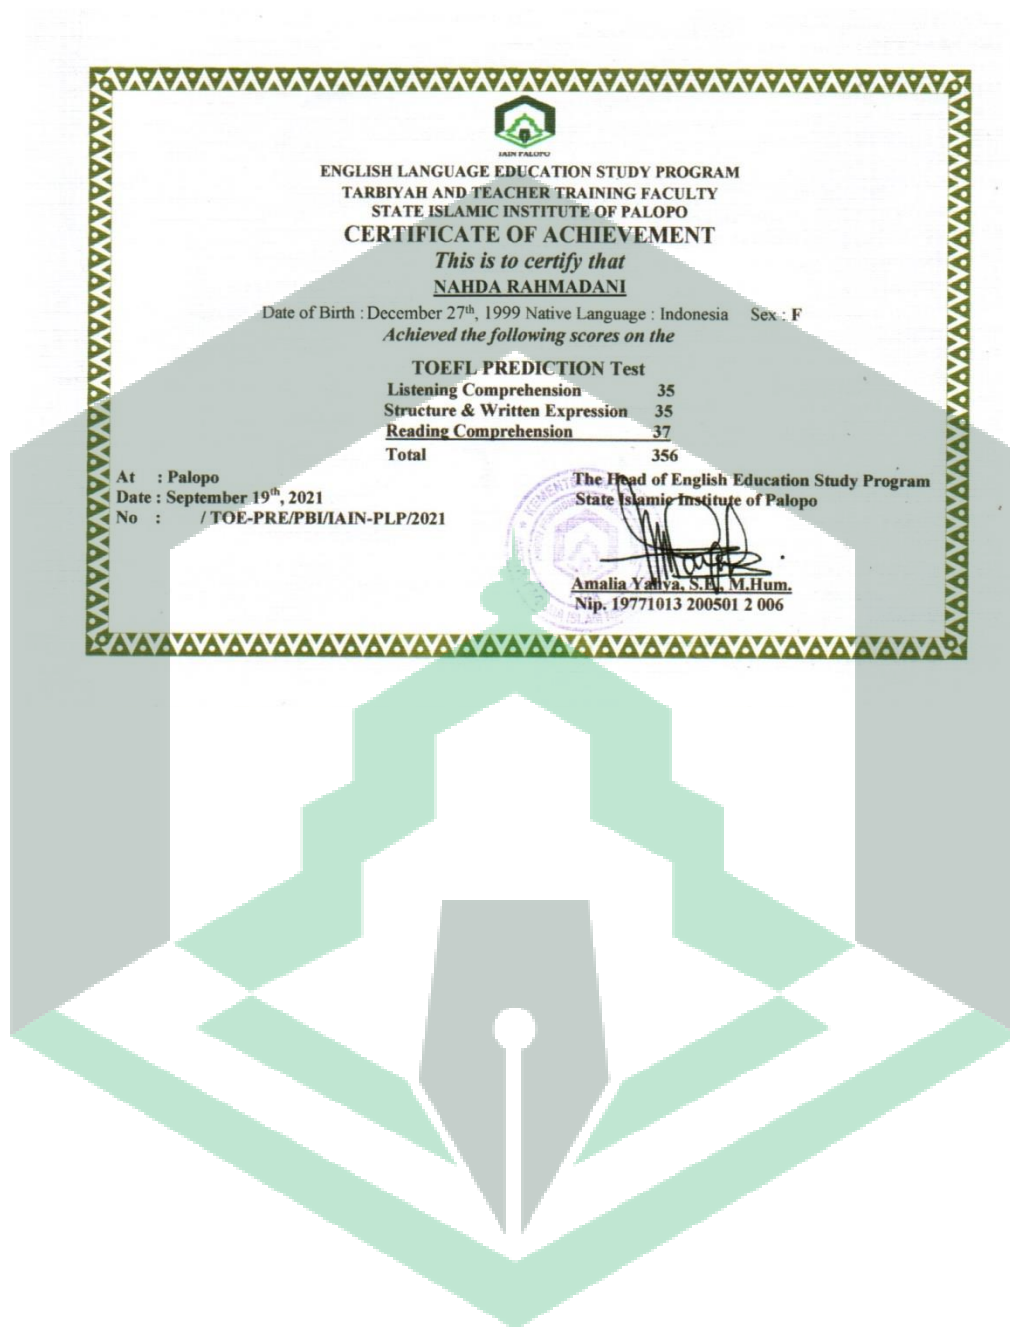 IAIN PALOPO
ENGLISH LANGUAGE EDUCATION STUDY PROGRAM
TARBIYAH AND TEACHER TRAINING FACULTY
STATE ISLAMIC INSTITUTE OF PALOPO
CERTIFICATE OF ACHIEVEMENT
This is to certify that
NAHDA RAHMADANI
Date of Birth : December 27th, 1999 Native Language : Indonesia Sex : F
Achieved the following scores on the
TOEFL PREDICTION Test
Listening Comprehension 35
Structure & Written Expression 35
Reading Comprehension 37
Total 356
At : Palopo
Date : September 19th, 2021
No : / TOE-PRE/PBI/IAIN-PLP/2021
The Head of English Education Study Program
State Islamic Institute of Palopo
Amalia Yahya, S.E., M.Hum.
Nip. 19771013 200501 2 006